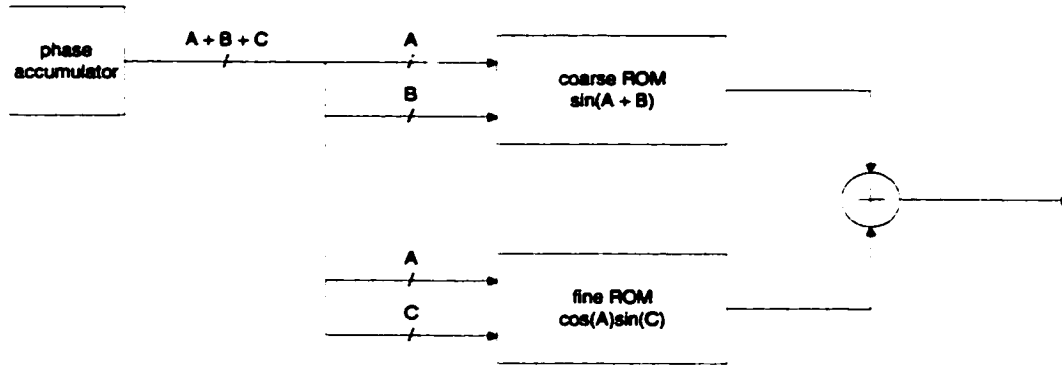 phase
accumulator
A + B + C
A
B
coarse ROM
sin(A + B)
A
C
fine ROM
cos(A)sin(C)